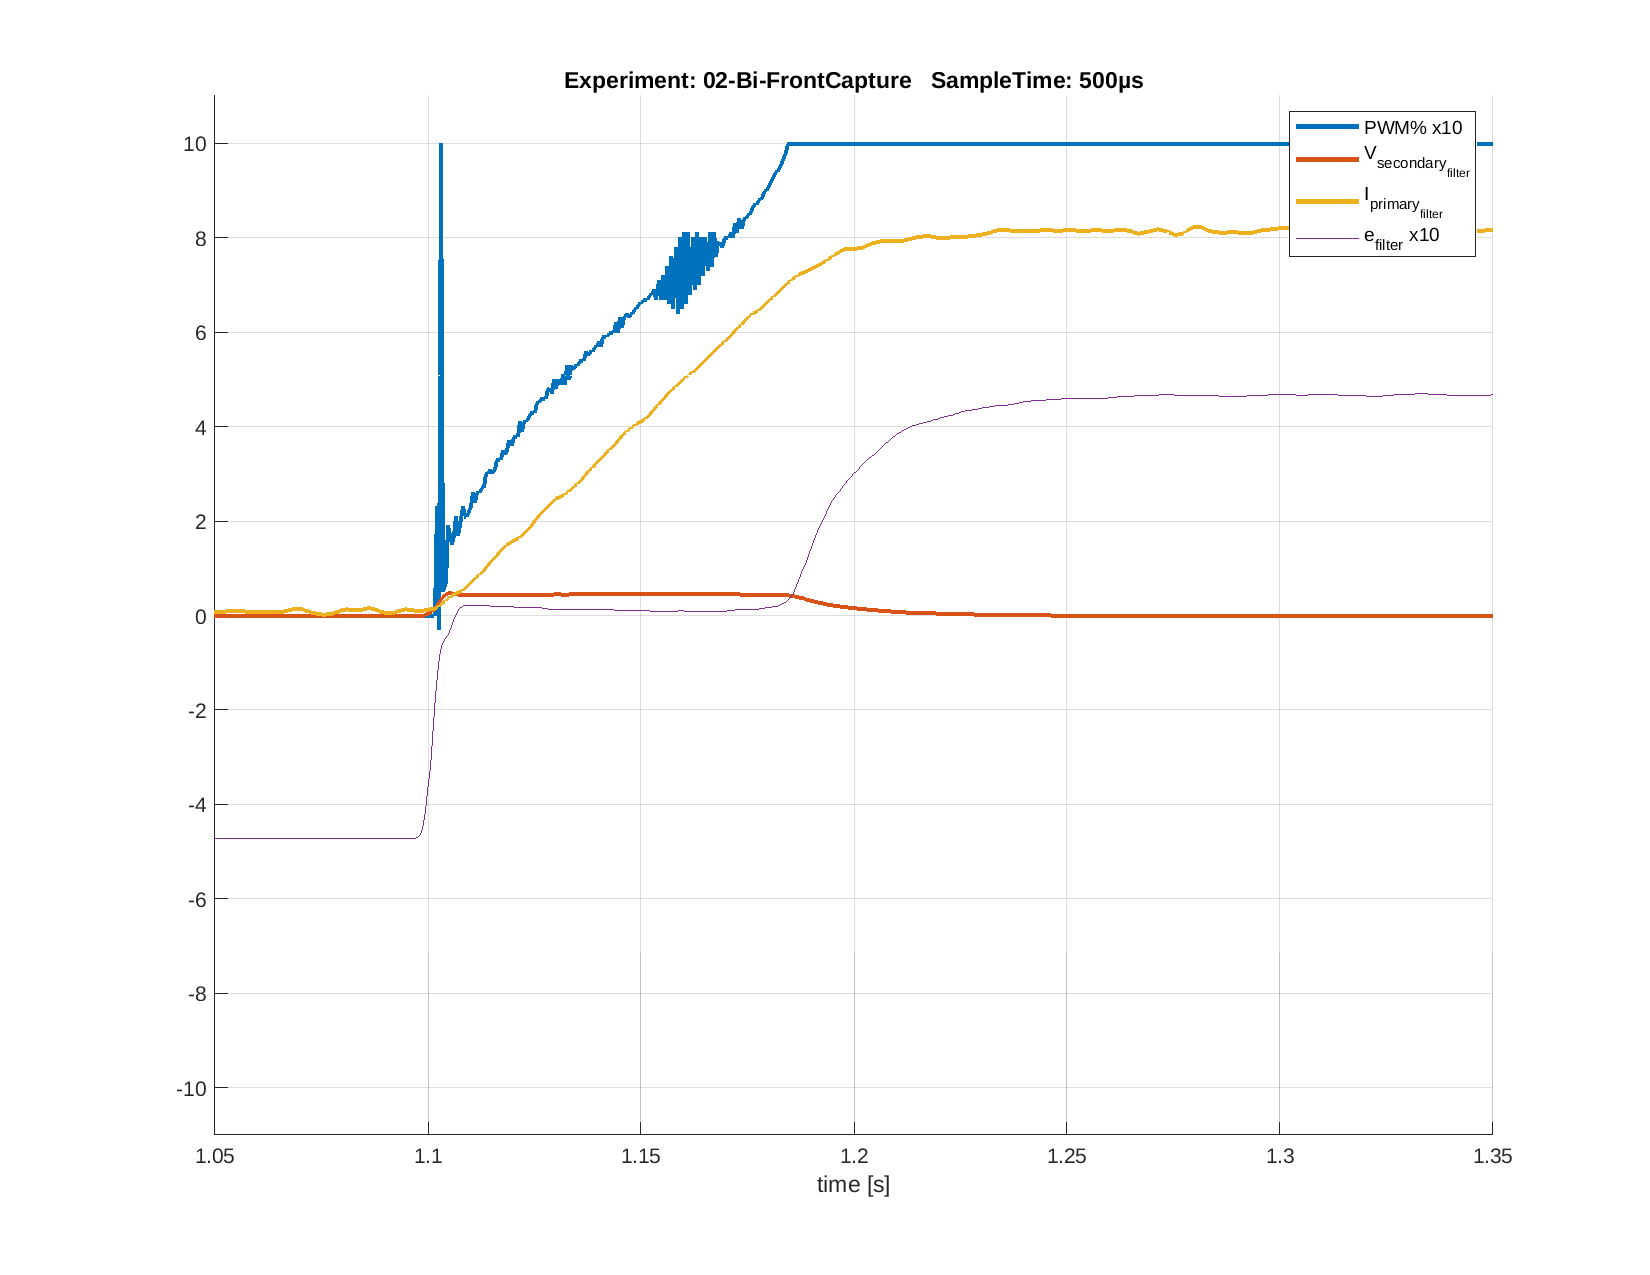 Experiment: 02-Bi-FrontCapture   SampleTime: 500µs
PWM% x10
V_secondary_filter
I_primary_filter
e_filter x10
10
8
6
4
2
0
-2
-4
-6
-8
-10
1.05 1.1 1.15 1.2 1.25 1.3 1.35
time [s]